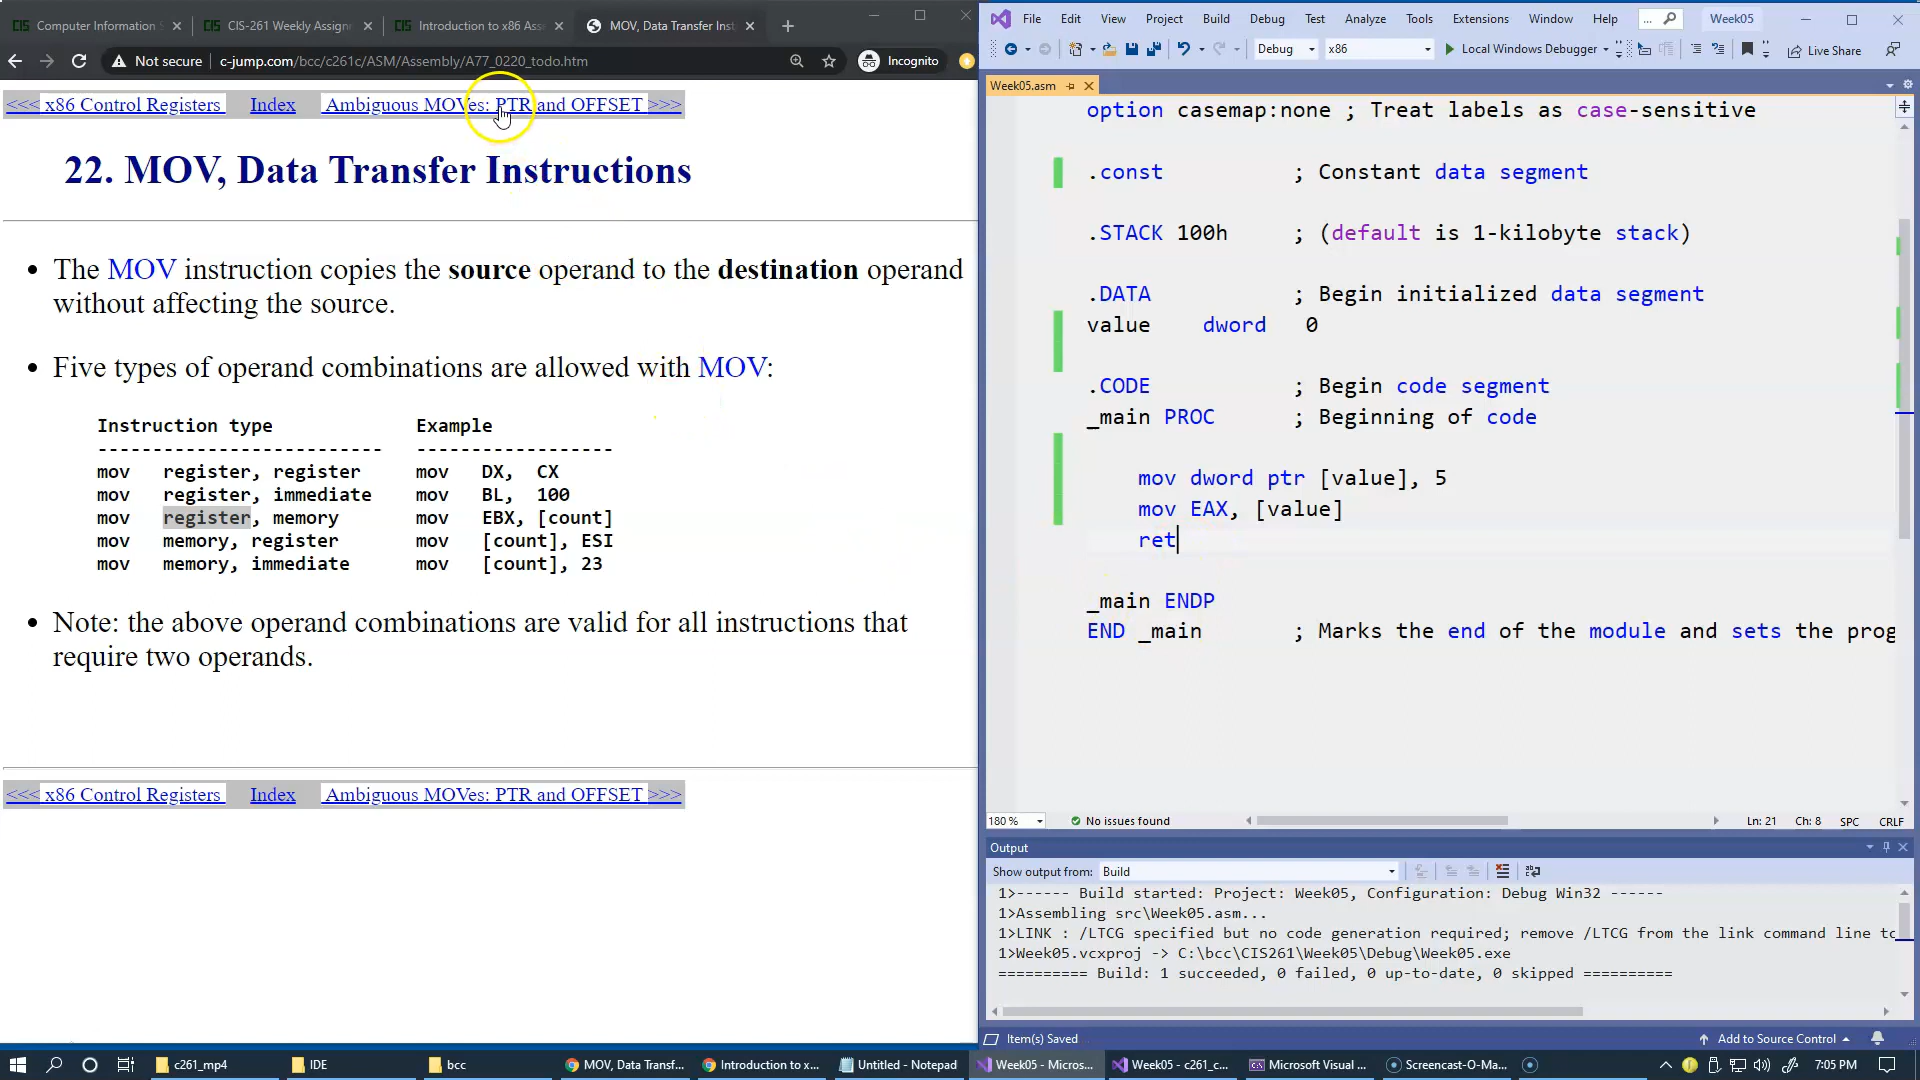 Computer Information S
CIS-261 Weekly Assign
Introduction to x86 Ass
MOV, Data Transfer Inst
Not secure
c-jump.com/bcc/c261c/ASM/Assembly/A77_0220_todo.htm
Incognito
<<< x86 Control Registers Index Ambiguous MOVes: PTR and OFFSET >>>
22. MOV, Data Transfer Instructions
• The MOV instruction copies the source operand to the destination operand
without affecting the source.
• Five types of operand combinations are allowed with MOV:
Instruction type Example
-------------------------- ------------------
mov register, register mov DX, CX
mov register, immediate mov BL, 100
mov register, memory mov EBX, [count]
mov memory, register mov [count], ESI
mov memory, immediate mov [count], 23
• Note: the above operand combinations are valid for all instructions that
require two operands.
<<< x86 Control Registers Index Ambiguous MOVes: PTR and OFFSET >>>
File Edit View Project Build Debug Test Analyze Tools Extensions Window Help ... Week05
Debug x86 Local Windows Debugger Live Share
Week05.asm
option casemap:none ; Treat labels as case-sensitive
.const ; Constant data segment
.STACK 100h ; (default is 1-kilobyte stack)
.DATA ; Begin initialized data segment
value dword 0
.CODE ; Begin code segment
_main PROC ; Beginning of code
mov dword ptr [value], 5
mov EAX, [value]
ret
_main ENDP
END _main ; Marks the end of the module and sets the prog
180 % No issues found Ln: 21 Ch: 8 SPC CRLF
Output
Show output from: Build
1>------ Build started: Project: Week05, Configuration: Debug Win32 ------
1>Assembling src\Week05.asm...
1>LINK : /LTCG specified but no code generation required; remove /LTCG from the link command line to
1>Week05.vcxproj -> C:\bcc\CIS261\Week05\Debug\Week05.exe
========== Build: 1 succeeded, 0 failed, 0 up-to-date, 0 skipped ==========
Item(s) Saved Add to Source Control
c261_mp4 IDE bcc MOV, Data Transf... Introduction to x... Untitled - Notepad Week05 - Micros... Week05 - c261_c... Microsoft Visual ... Screencast-O-Ma... 7:05 PM